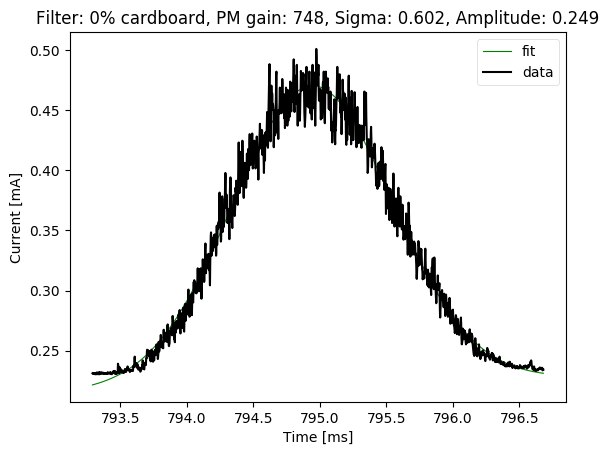 Filter: 0% cardboard, PM gain: 748, Sigma: 0.602, Amplitude: 0.249
fit
data
0.50
0.45
0.40
0.35
0.30
0.25
Current [mA]
793.5 794.0 794.5 795.0 795.5 796.0 796.5
Time [ms]